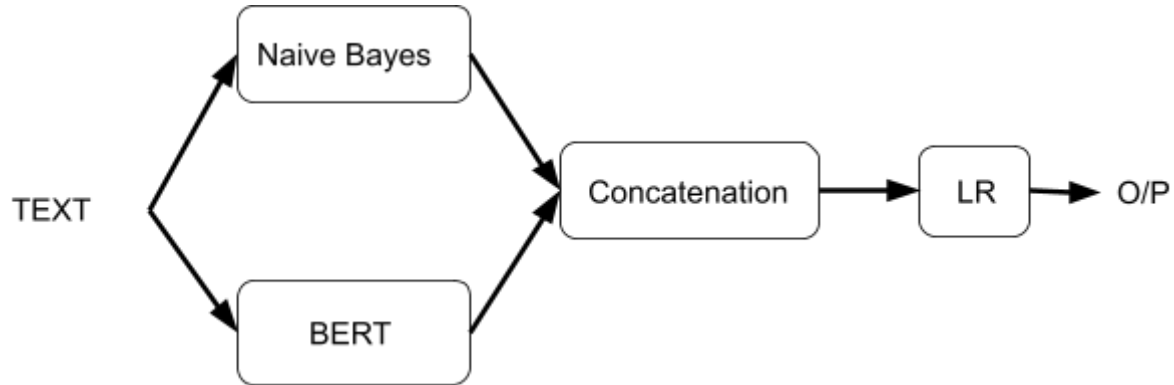 Naive Bayes
TEXT
Concatenation
LR
O/P
BERT